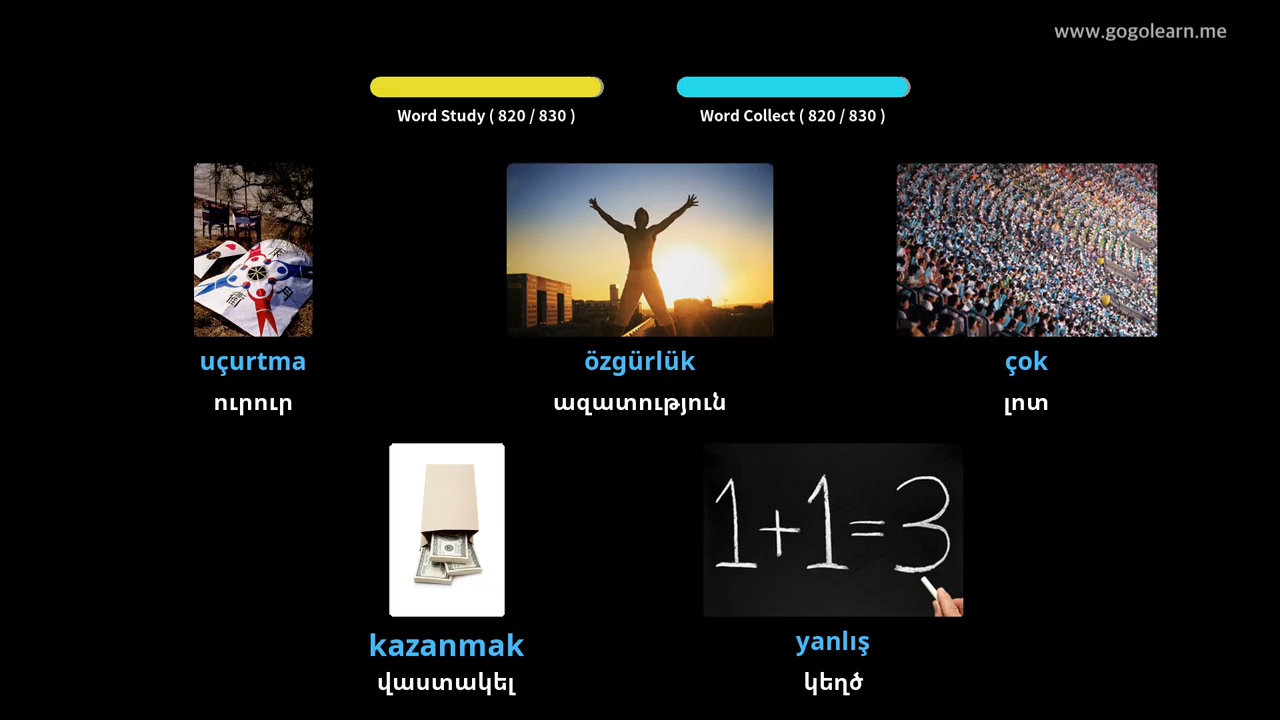 www.gogolearn.me
Word Study ( 820 / 830 )
Word Collect ( 820 / 830 )
uçurtma
ուրուր
özgürlük
ազատություն
çok
լոտ
1+1=3
kazanmak
վաստակել
yanlış
կեղծ